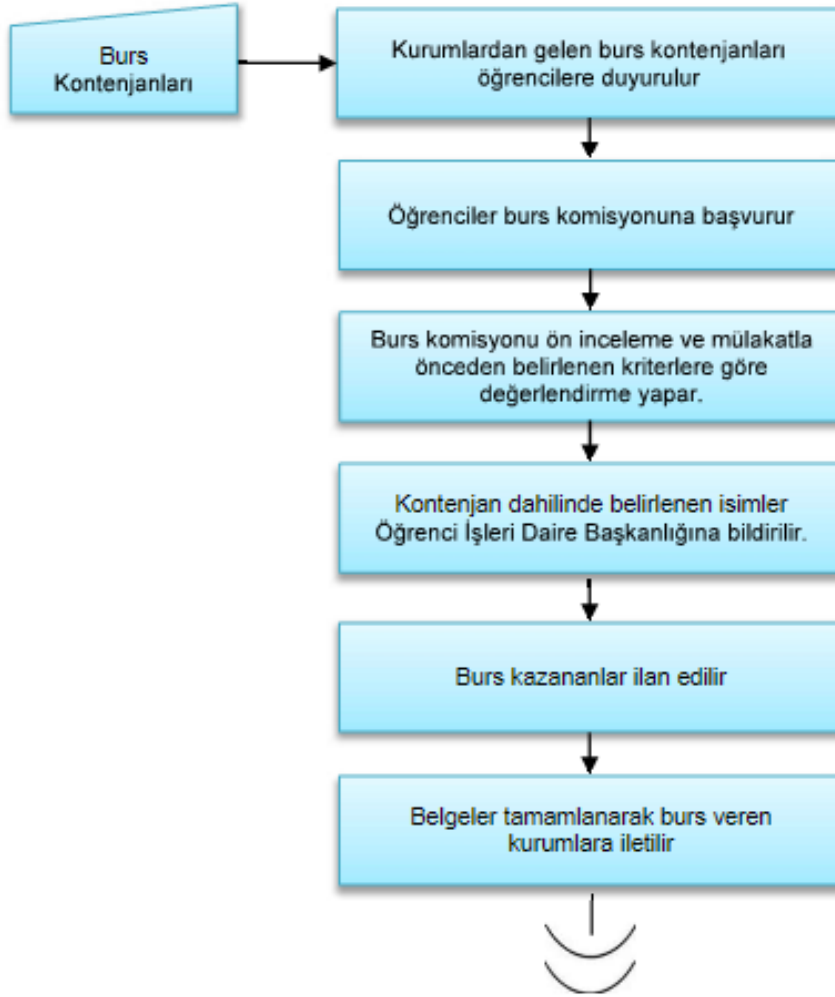 Burs
Kontenjanları
Kurumlardan gelen burs kontenjanları
öğrencilere duyurulur
Öğrenciler burs komisyonuna başvurur
Burs komisyonu ön inceleme ve mülakatla
önceden belirlenen kriterlere göre
değerlendirme yapar.
Kontenjan dahilinde belirlenen isimler
Öğrenci İşleri Daire Başkanlığına bildirilir.
Burs kazananlar ilan edilir
Belgeler tamamlanarak burs veren
kurumlara iletilir